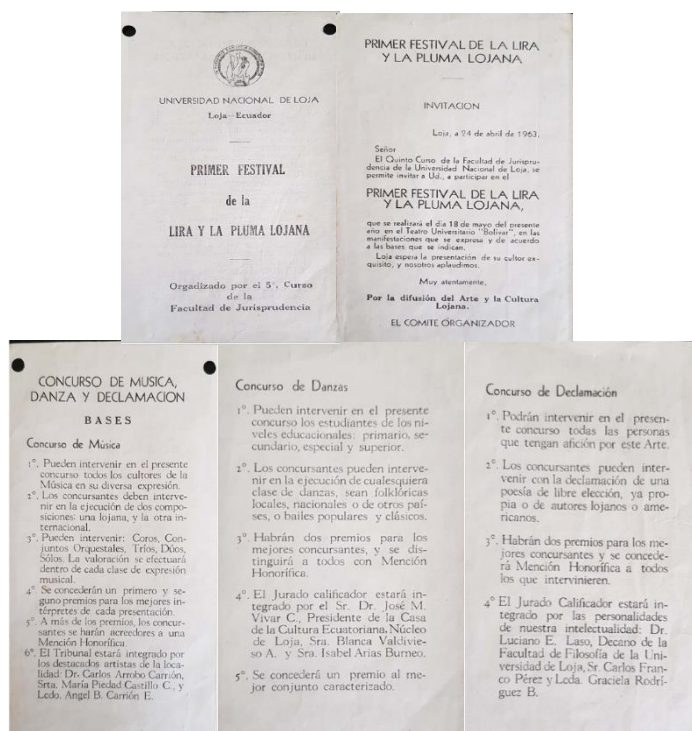 UNIVERSIDAD NACIONAL DE LOJA
Loja—Ecuador
PRIMER FESTIVAL
de la
LIRA Y LA PLUMA LOJANA
Orgadizado por el 5°. Curso
de la
Facultad de Jurisprudencia
PRIMER FESTIVAL DE LA LIRA
Y LA PLUMA LOJANA
INVITACION
Loja, a 24 de abril de 1963.
Señor
El Quinto Curso de la Facultad de Jurispru-
dencia de la Universidad Nacional de Loja, se
permite invitar a Ud., a participar en el
PRIMER FESTIVAL DE LA LIRA
Y LA PLUMA LOJANA,
que se realizará el día 18 de mayo del presente
año en el Teatro Universitario "Bolívar", en las
manifestaciones que se expresa y de acuerdo
a las bases que se indican.
Loja espera la presentación de su cultor ex-
quisito, y nosotros aplaudimos.
Muy atentamente,
Por la difusión del Arte y la Cultura
Lojana.
EL COMITE ORGANIZADOR
CONCURSO DE MUSICA,
DANZA Y DECLAMACION
BASES
Concurso de Música
1°. Pueden intervenir en el presente
concurso todos los cultores de la
Música en su diversa expresión.
2°. Los concursantes deben interve-
nir en la ejecución de dos compo-
siciones: una lojana, y la otra in-
ternacional.
3°. Pueden intervenir: Coros, Con-
juntos Orquestales, Tríos, Dúos,
Sólos. La valoración se efectuará
dentro de cada clase de expresión
musical.
4°. Se concederán un primero y se-
guno premios para los mejores in-
térpretes de cada presentación.
5°. A más de los premios, los concur-
santes se harán acreedores a una
Mención Honorífica.
6°. El Tribunal estará integrado por
los destacados artistas de la loca-
lidad: Dr. Carlos Arrobo Carrión,
Srta. María Piedad Castillo C., y
Lcdo. Angel B. Carrión E.
Concurso de Danzas
1°. Pueden intervenir en el presente
concurso los estudiantes de los ni-
veles educacionales: primario, se-
cundario, especial y superior.
2°. Los concursantes pueden interve-
nir en la ejecución de cualesquiera
clase de danzas, sean folklóricas
locales, nacionales o de otros paí-
ses, o bailes populares y clásicos.
3°. Habrán dos premios para los
mejores concursantes, y se dis-
tinguirá a todos con Mención
Honorífica.
4°. El Jurado calificador estará in-
tegrado por el Sr. Dr. José M.
Vivar C., Presidente de la Casa
de la Cultura Ecuatoriana, Núcleo
de Loja, Sra. Blanca Valdivie-
so A. y Sra. Isabel Arias Burneo.
5°. Se concederá un premio al me-
jor conjunto caracterizado.
Concurso de Declamación
1°. Podrán intervenir en el presen-
te concurso todas las personas
que tengan afición por este Arte.
2°. Los concursantes pueden inter-
venir con la declamación de una
poesía de libre elección, ya pro-
pia o de autores lojanos o ame-
ricanos.
3°. Habrán dos premios para los me-
jores concursantes y se concede-
rá Mención Honorífica a todos
los que intervinieren.
4° El Jurado Calificador estará in-
tegrado por las personalidades
de nuestra intelectualidad: Dr.
Luciano E. Laso, Decano de la
Facultad de Filosofía de la Uni-
versidad de Loja, Sr. Carlos Fran-
co Pérez y Lcda. Graciela Rodrí-
guez B.